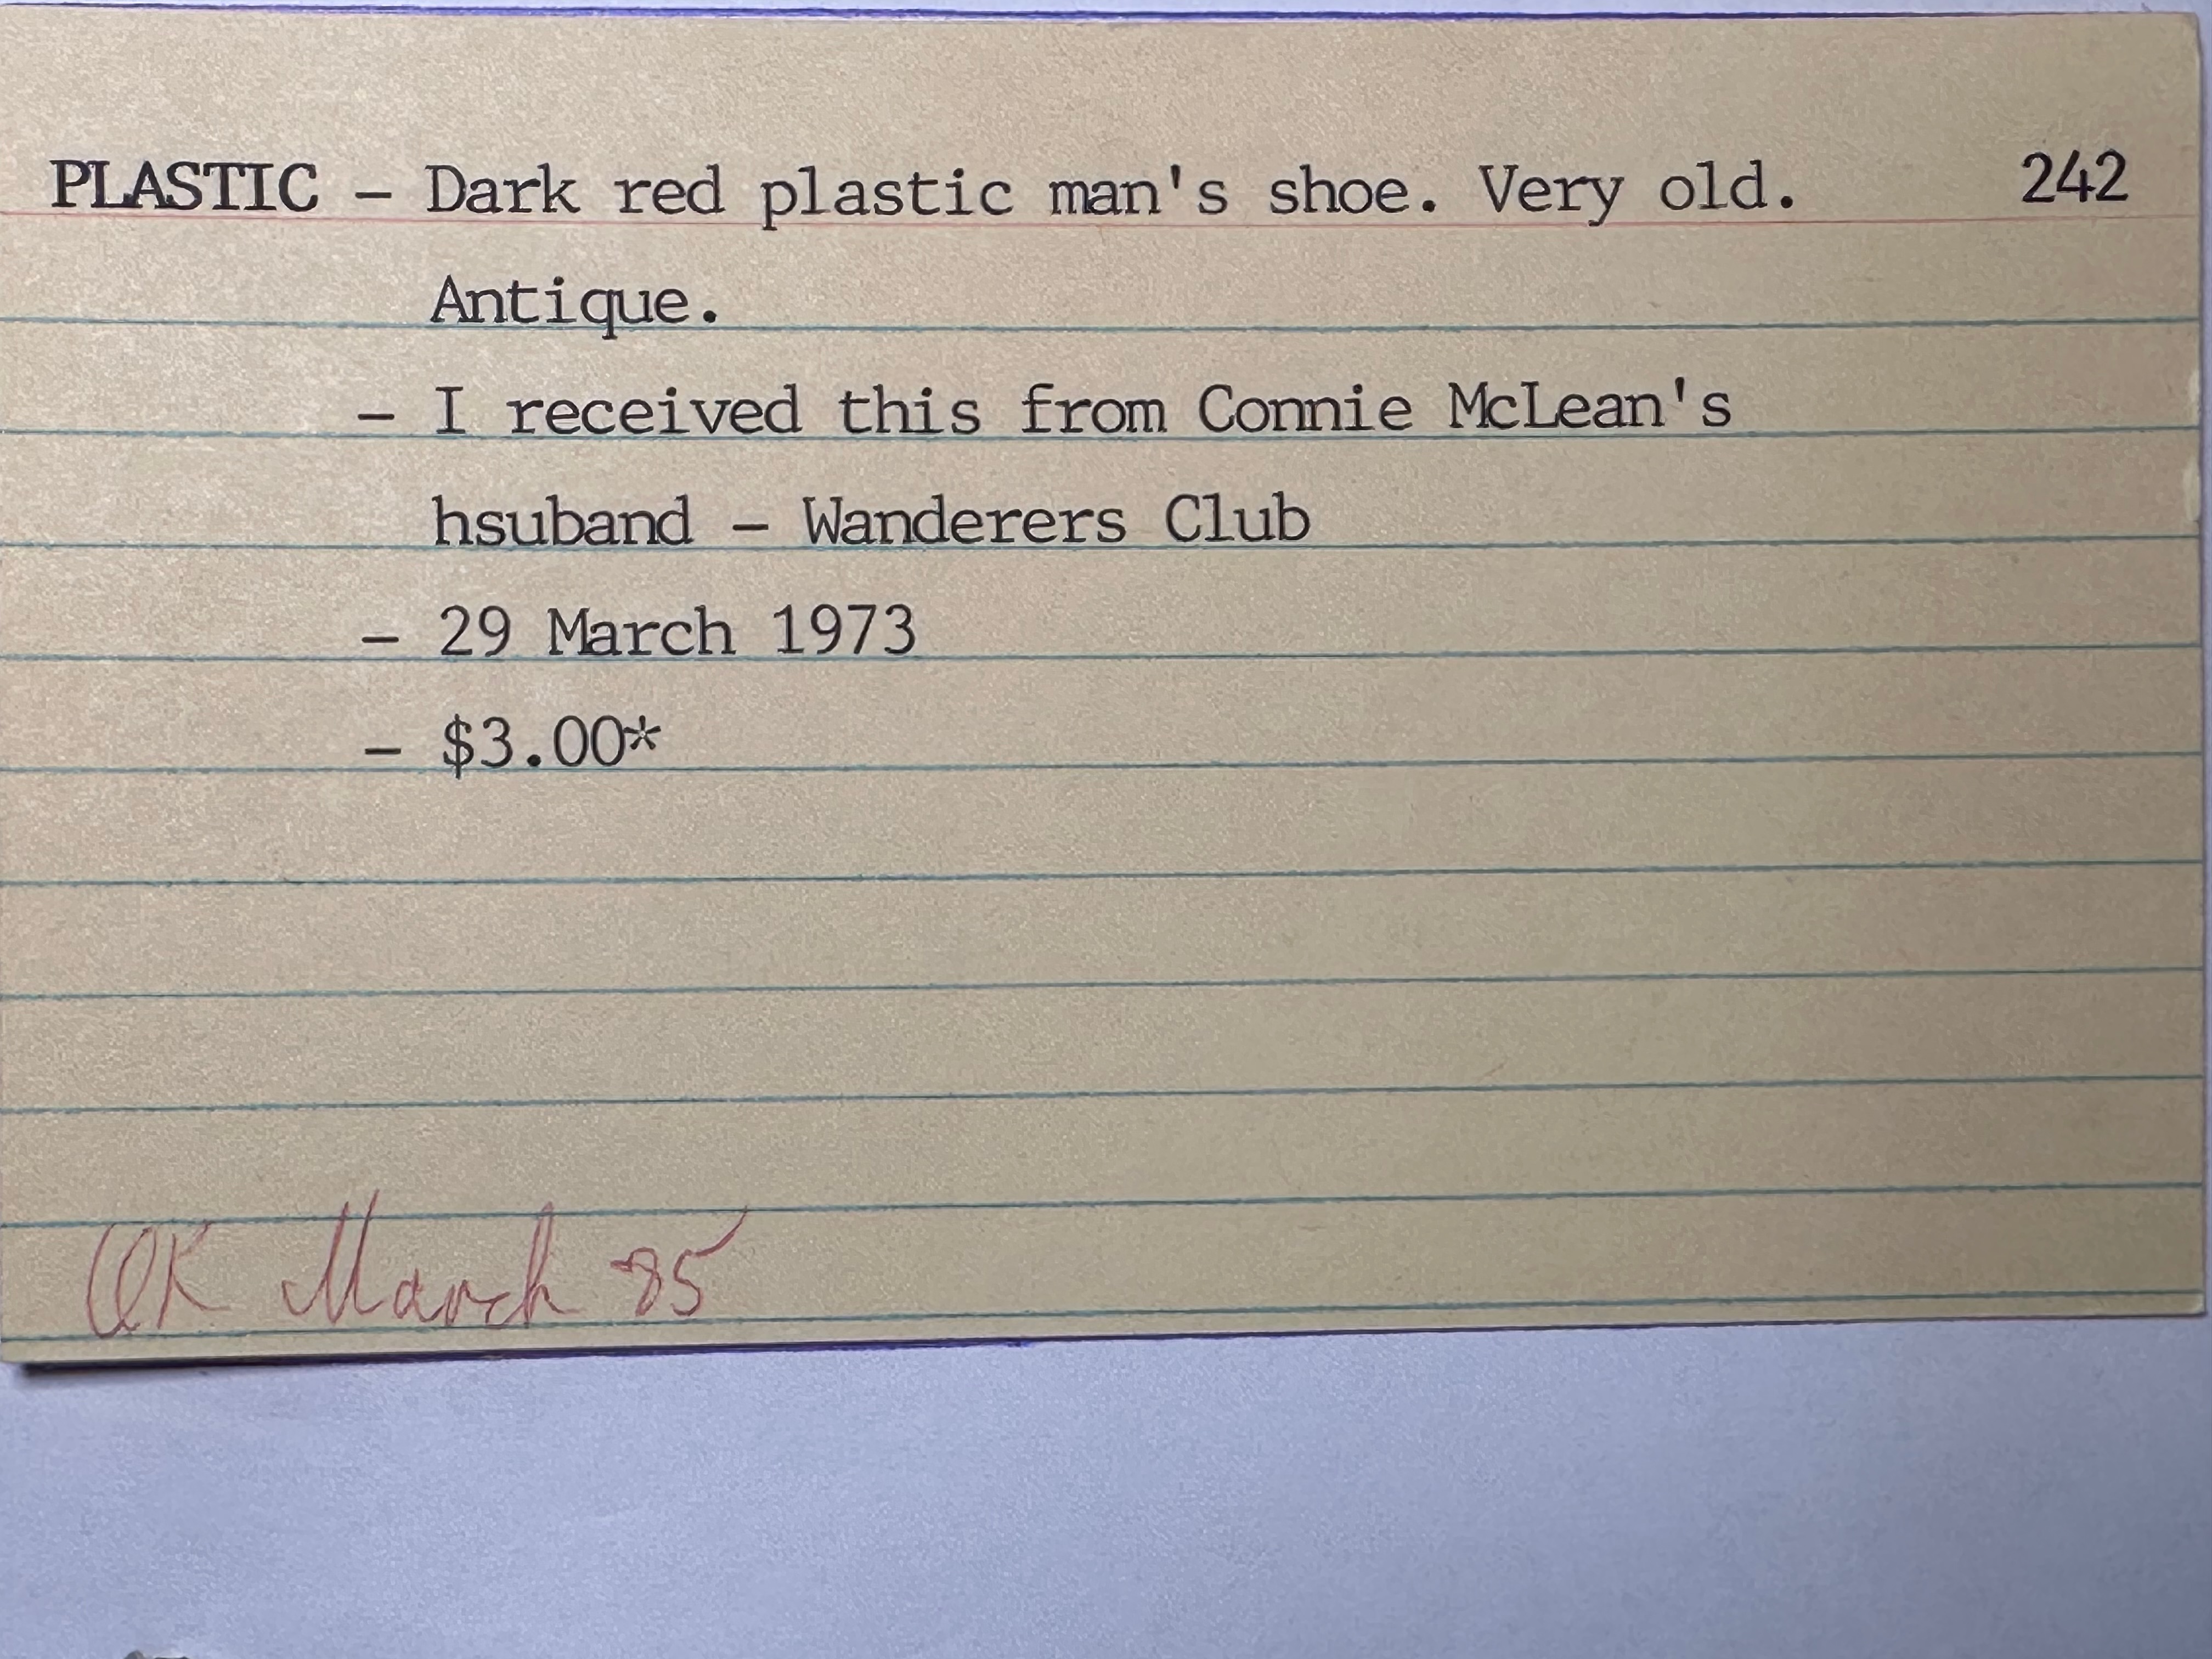 PLASTIC - Dark red plastic man's shoe. Very old. 242
Antique.
- I received this from Connie McLean's
hsuband - Wanderers Club
- 29 March 1973
- $3.00*
OK March 85